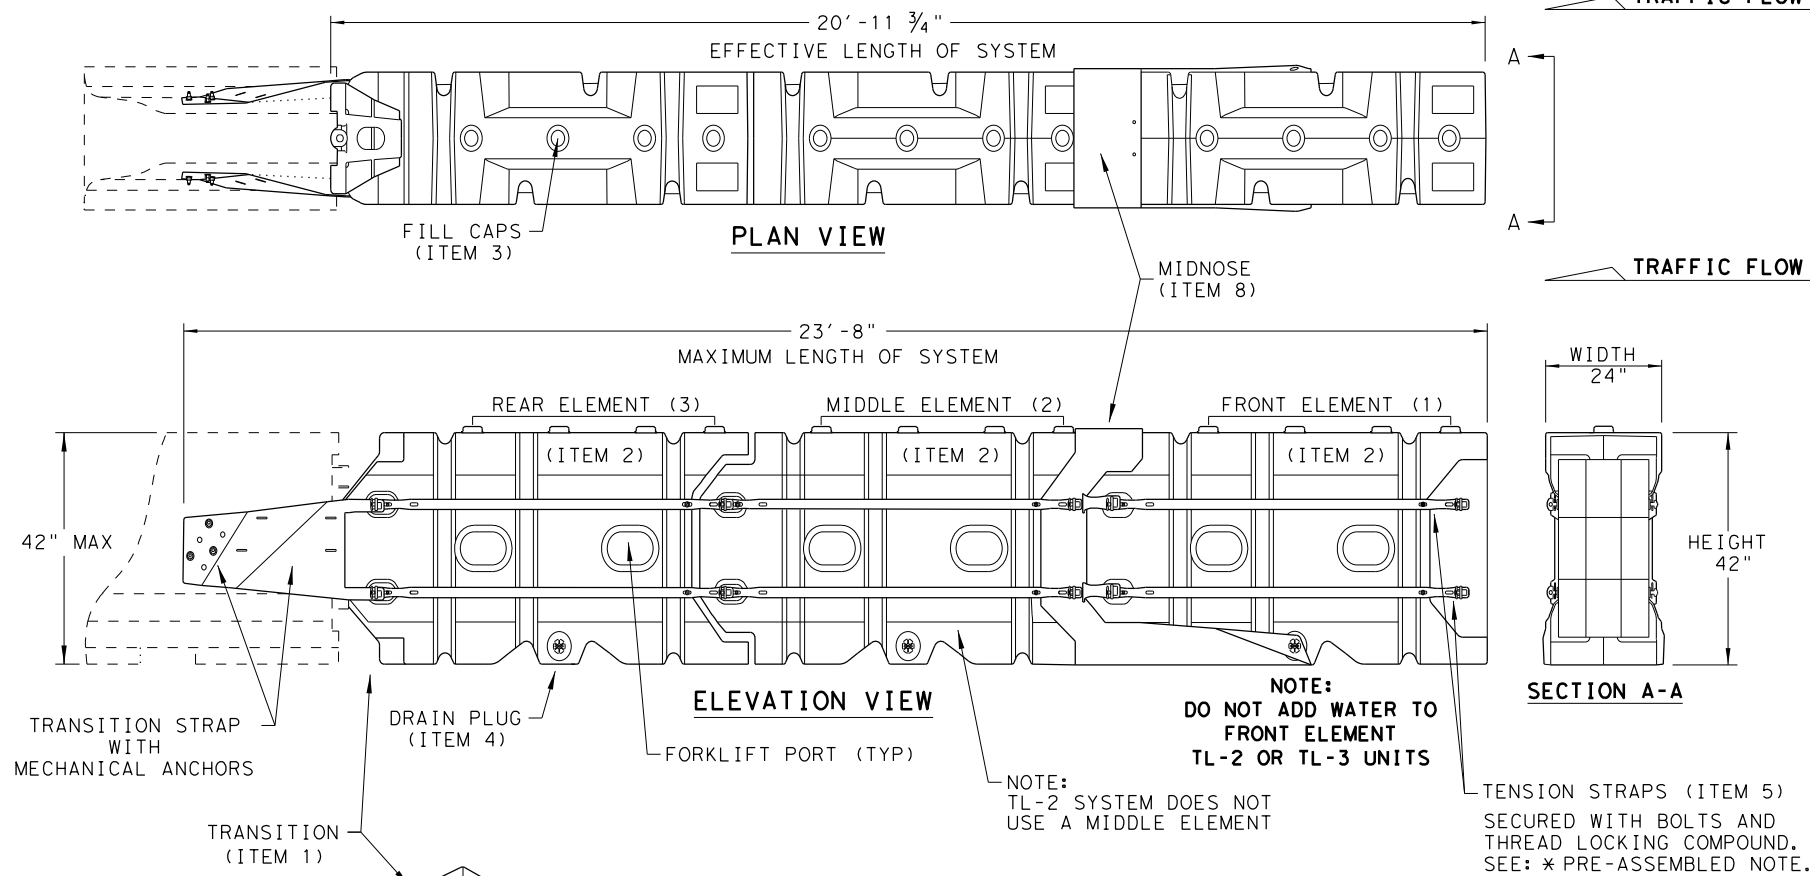 TRAFFIC FLOW
20'-11 ¾"
EFFECTIVE LENGTH OF SYSTEM
A
A
FILL CAPS
(ITEM 3)
PLAN VIEW
MIDNOSE
(ITEM 8)
TRAFFIC FLOW
23'-8"
MAXIMUM LENGTH OF SYSTEM
WIDTH
24"
REAR ELEMENT (3)
MIDDLE ELEMENT (2)
FRONT ELEMENT (1)
(ITEM 2)
(ITEM 2)
(ITEM 2)
42" MAX
HEIGHT
42"
TRANSITION STRAP
WITH
MECHANICAL ANCHORS
DRAIN PLUG
(ITEM 4)
ELEVATION VIEW
FORKLIFT PORT (TYP)
NOTE:
DO NOT ADD WATER TO
FRONT ELEMENT
TL-2 OR TL-3 UNITS
SECTION A-A
NOTE:
TL-2 SYSTEM DOES NOT
USE A MIDDLE ELEMENT
TENSION STRAPS (ITEM 5)
SECURED WITH BOLTS AND
THREAD LOCKING COMPOUND.
SEE: * PRE-ASSEMBLED NOTE.
TRANSITION
(ITEM 1)